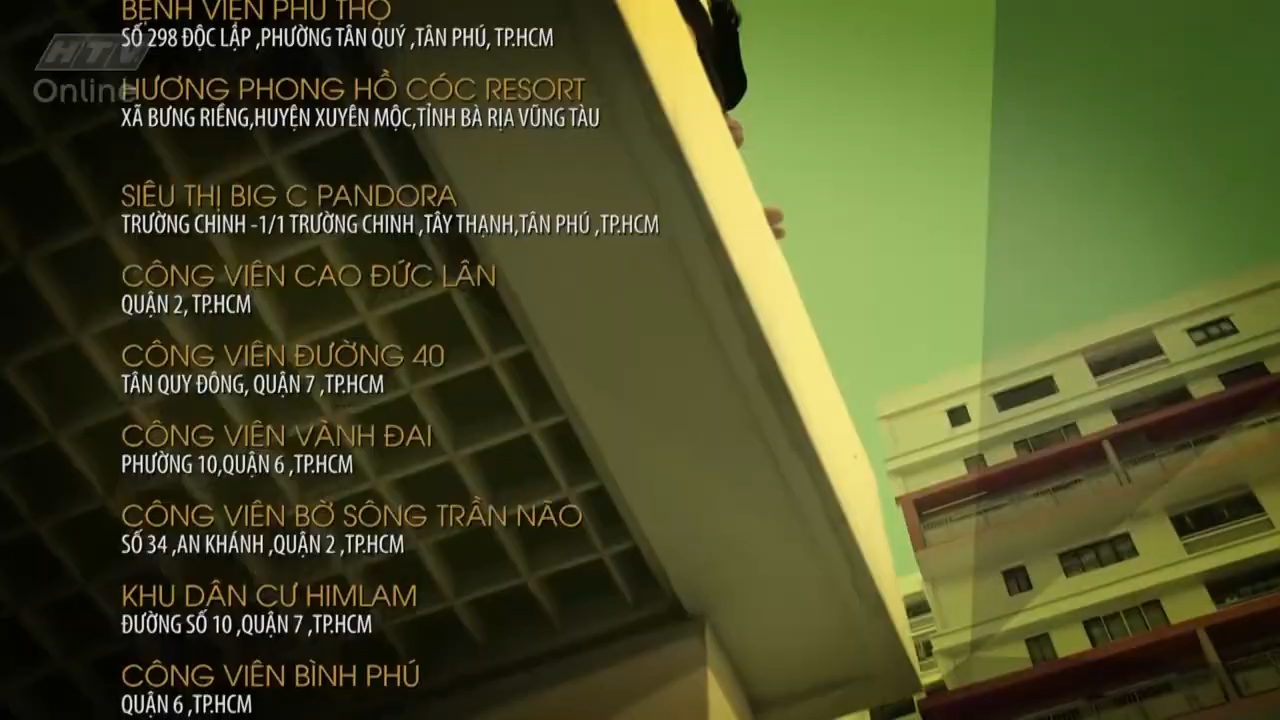 BỆNH VIỆN PHÚ THỌ
SỐ 298 ĐỘC LẬP ,PHƯỜNG TÂN QUÝ ,TÂN PHÚ, TP.HCM
HTV
Online
HƯƠNG PHONG HỒ CÓC RESORT
XÃ BƯNG RIỀNG,HUYỆN XUYÊN MỘC,TỈNH BÀ RỊA VŨNG TÀU
SIÊU THỊ BIG C PANDORA
TRƯỜNG CHINH -1/1 TRƯỜNG CHINH ,TÂY THẠNH,TÂN PHÚ ,TP.HCM
CÔNG VIÊN CAO ĐỨC LÂN
QUẬN 2, TP.HCM
CÔNG VIÊN ĐƯỜNG 40
TÂN QUY ĐÔNG, QUẬN 7 ,TP.HCM
CÔNG VIÊN VÀNH ĐAI
PHƯỜNG 10,QUẬN 6 ,TP.HCM
CÔNG VIÊN BỜ SÔNG TRẦN NÃO
SỐ 34 ,AN KHÁNH ,QUẬN 2 ,TP.HCM
KHU DÂN CƯ HIMLAM
ĐƯỜNG SỐ 10 ,QUẬN 7 ,TP.HCM
CÔNG VIÊN BÌNH PHÚ
QUẬN 6 ,TP.HCM